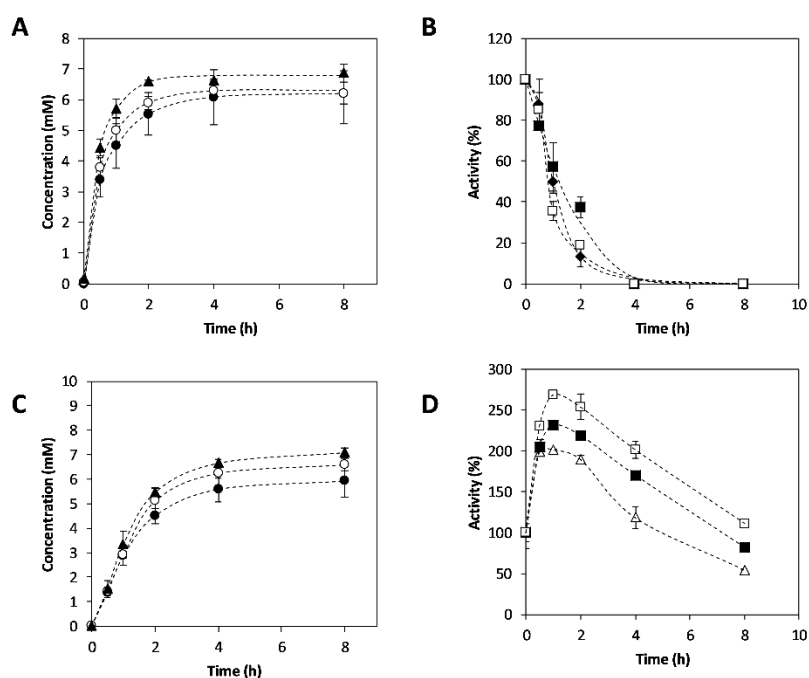 A
Concentration (mM)
8
7
6
5
4
3
2
1
0
0 2 4 6 8
Time (h)
B
Activity (%)
120
100
80
60
40
20
0
0 2 4 6 8 10
Time (h)
C
Concentration (mM)
10
9
8
7
6
5
4
3
2
1
0
0 2 4 6 8
Time (h)
D
Activity (%)
300
250
200
150
100
50
0
0 2 4 6 8 10
Time (h)